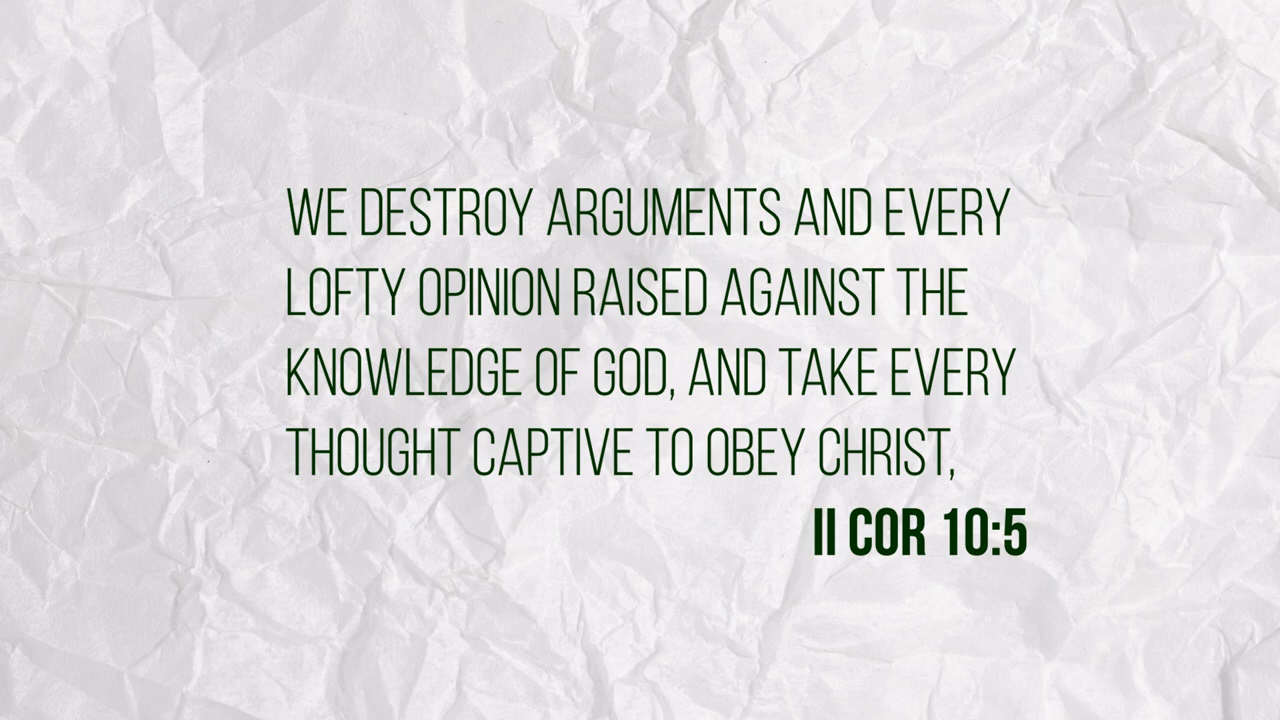 WE DESTROY ARGUMENTS AND EVERY
LOFTY OPINION RAISED AGAINST THE
KNOWLEDGE OF GOD, AND TAKE EVERY
THOUGHT CAPTIVE TO OBEY CHRIST,
II COR 10:5